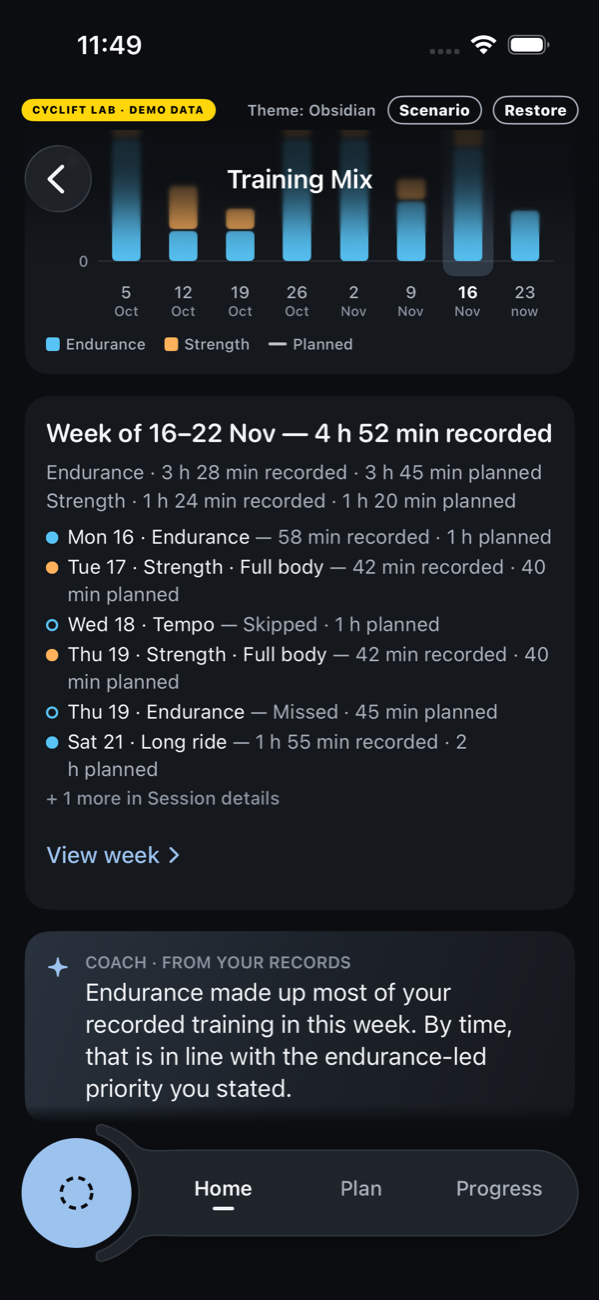 11:49
CYCLIFT LAB · DEMO DATA
Theme: Obsidian
Scenario
Restore
Training Mix
0
5 12 19 26 2 9 16 23
Oct Oct Oct Oct Nov Nov Nov now
Endurance Strength Planned
Week of 16–22 Nov — 4 h 52 min recorded
Endurance · 3 h 28 min recorded · 3 h 45 min planned
Strength · 1 h 24 min recorded · 1 h 20 min planned
Mon 16 · Endurance — 58 min recorded · 1 h planned
Tue 17 · Strength · Full body — 42 min recorded · 40
min planned
Wed 18 · Tempo — Skipped · 1 h planned
Thu 19 · Strength · Full body — 42 min recorded · 40
min planned
Thu 19 · Endurance — Missed · 45 min planned
Sat 21 · Long ride — 1 h 55 min recorded · 2
h planned
+ 1 more in Session details
View week
COACH · FROM YOUR RECORDS
Endurance made up most of your
recorded training in this week. By time,
that is in line with the endurance-led
priority you stated.
Home Plan Progress